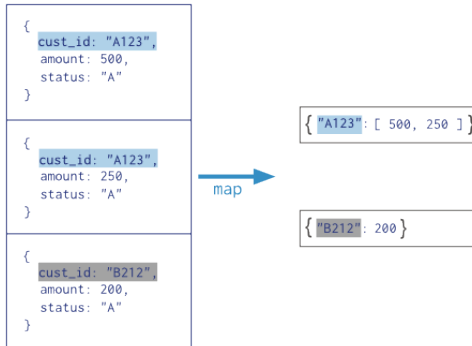 {
cust_id: "A123",
amount: 500,
status: "A"
}
{
cust_id: "A123",
amount: 250,
status: "A"
}
{
cust_id: "B212",
amount: 200,
status: "A"
}
map
{ "A123": [ 500, 250 ] }
{ "B212": 200 }